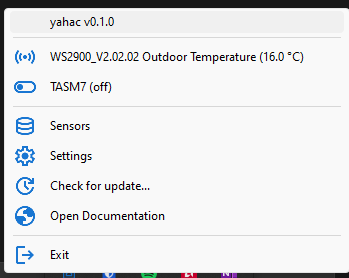 yahac v0.1.0
WS2900_V2.02.02 Outdoor Temperature (16.0 °C)
TASM7 (off)
Sensors
Settings
Check for update...
Open Documentation
Exit